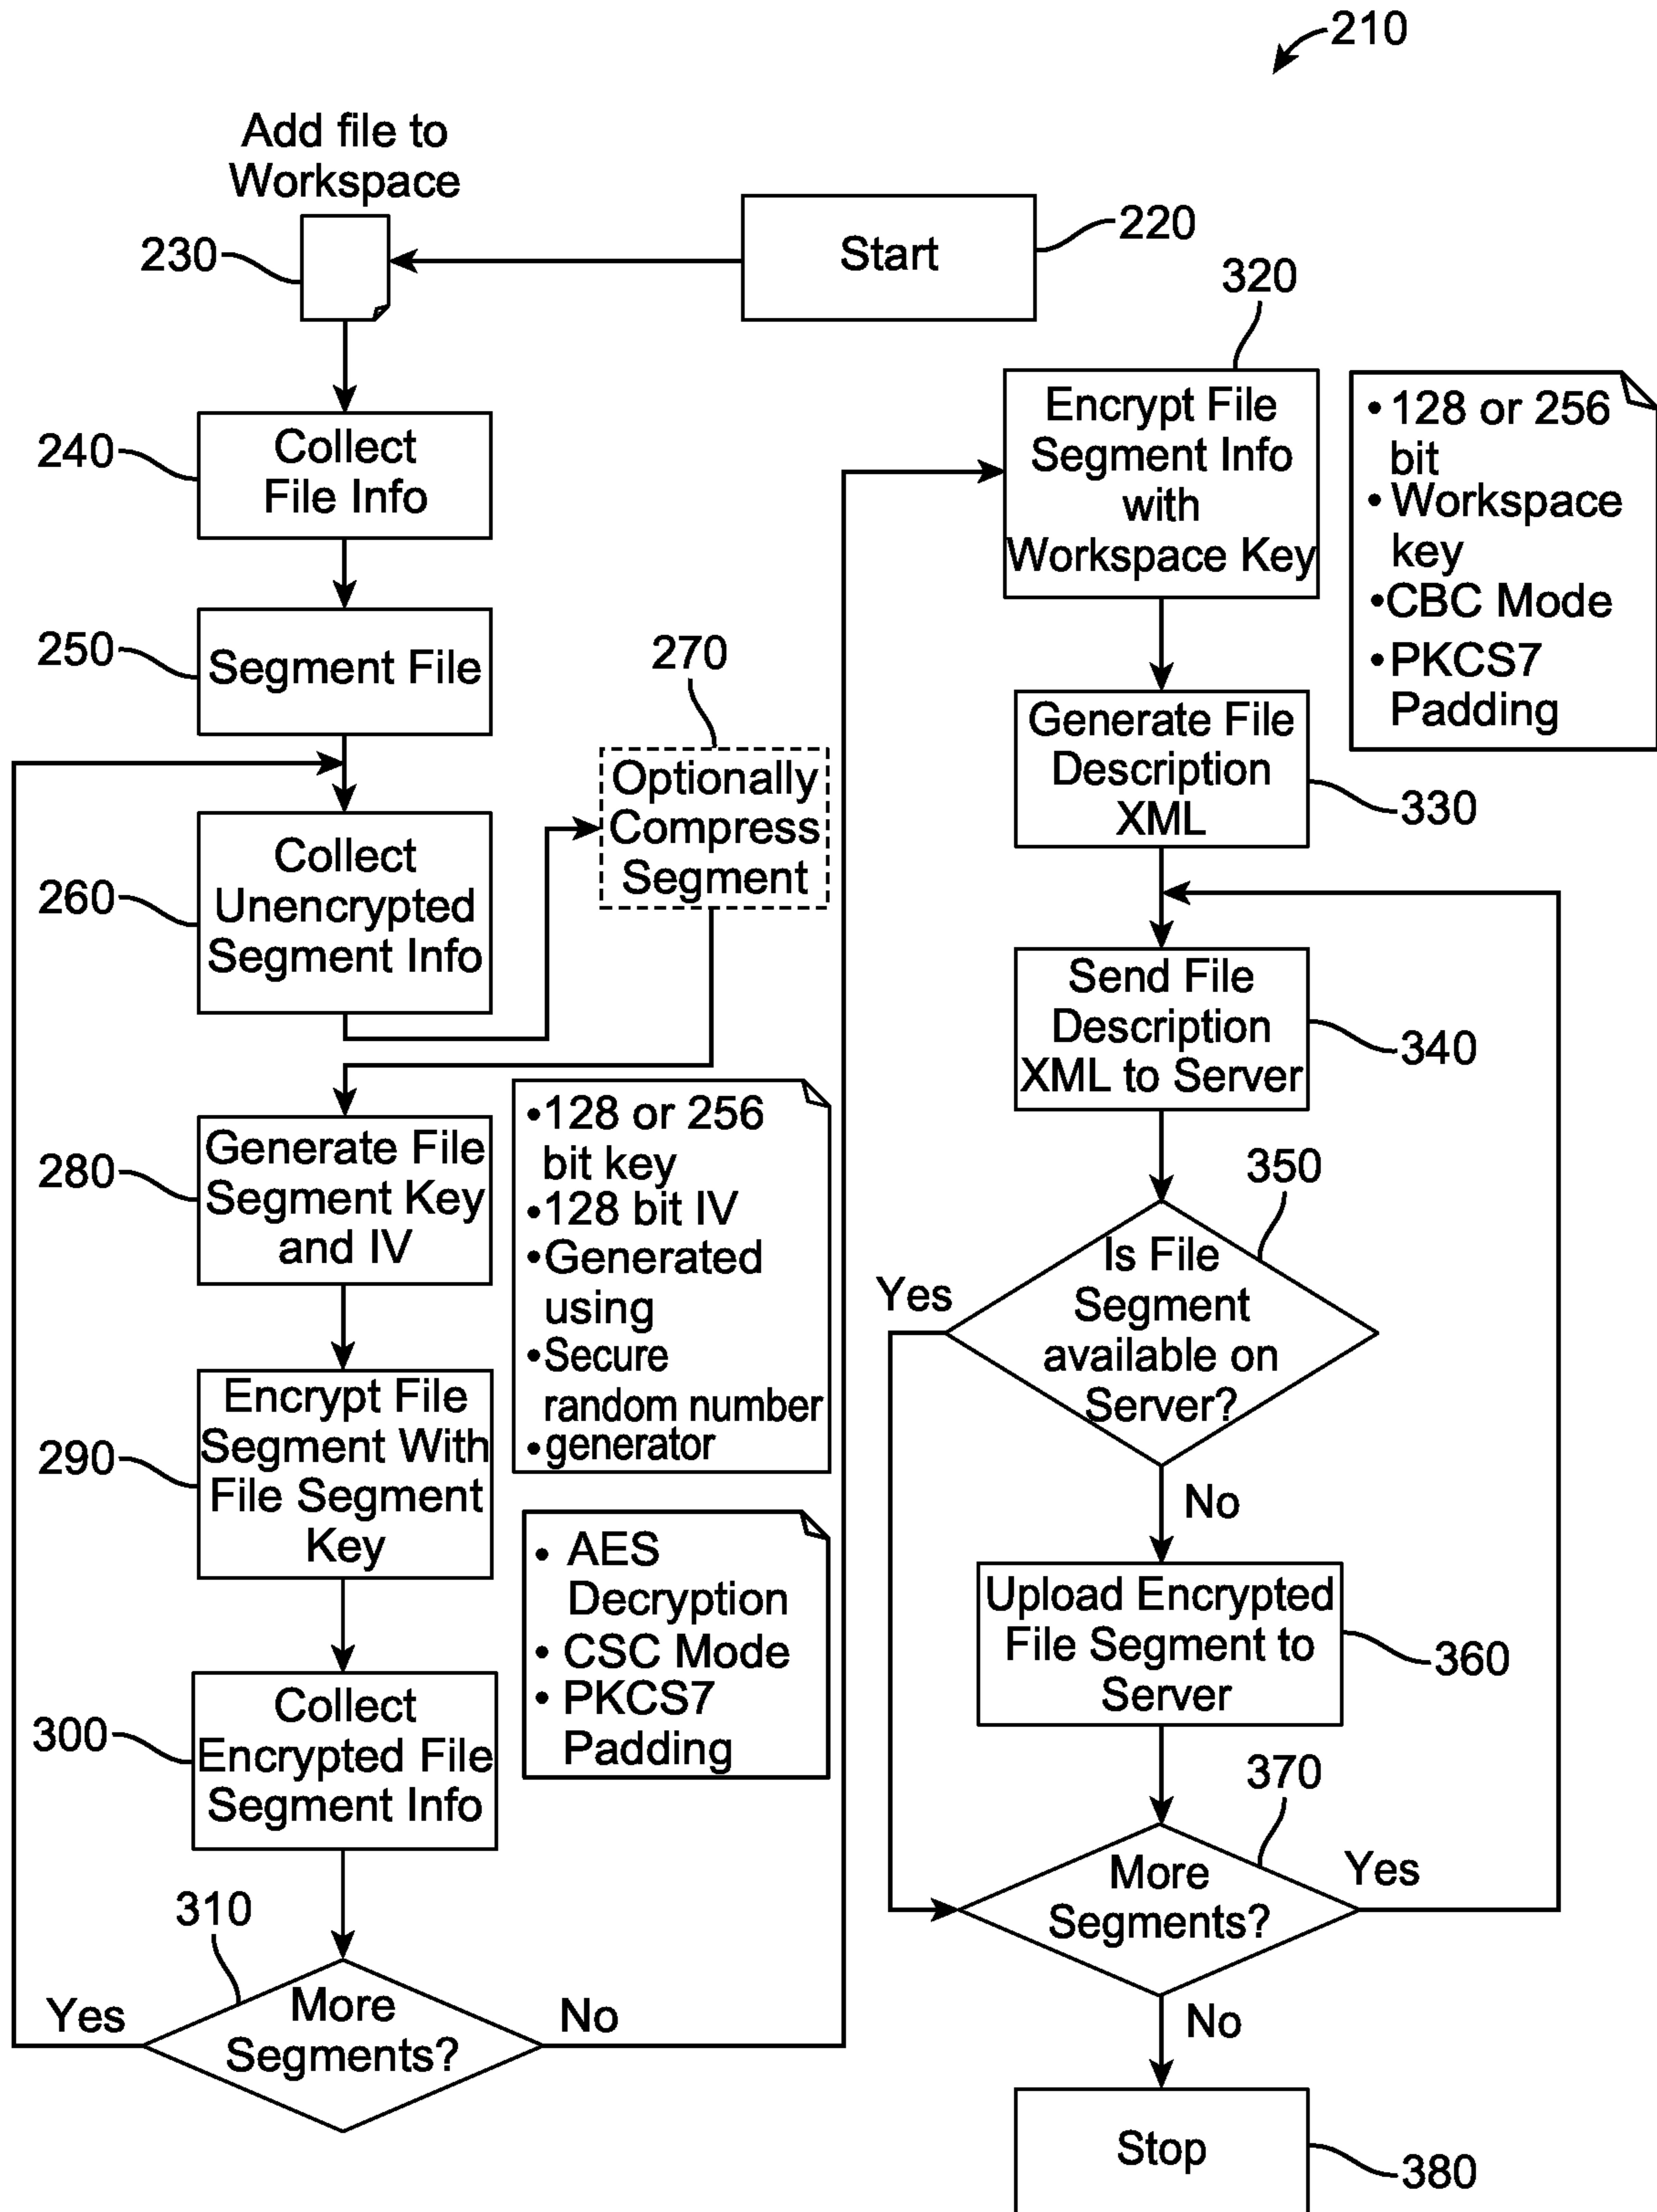 210
Add file to
Workspace
230
Start
220
240
Collect
File Info
250
Segment File
260
Collect
Unencrypted
Segment Info
270
Optionally
Compress
Segment
280
Generate File
Segment Key
and IV
•128 or 256
bit key
•128 bit IV
•Generated
using
•Secure
random number
•generator
290
Encrypt File
Segment With
File Segment
Key
• AES
Decryption
• CSC Mode
• PKCS7
Padding
300
Collect
Encrypted File
Segment Info
310
More
Segments?
Yes
No
320
Encrypt File
Segment Info
with
Workspace Key
• 128 or 256
bit
• Workspace
key
•CBC Mode
•PKCS7
Padding
Generate File
Description
XML
330
Send File
Description
XML to Server
340
350
Is File
Segment
available on
Server?
Yes
No
Upload Encrypted
File Segment to
Server
360
370
More
Segments?
Yes
No
Stop
380